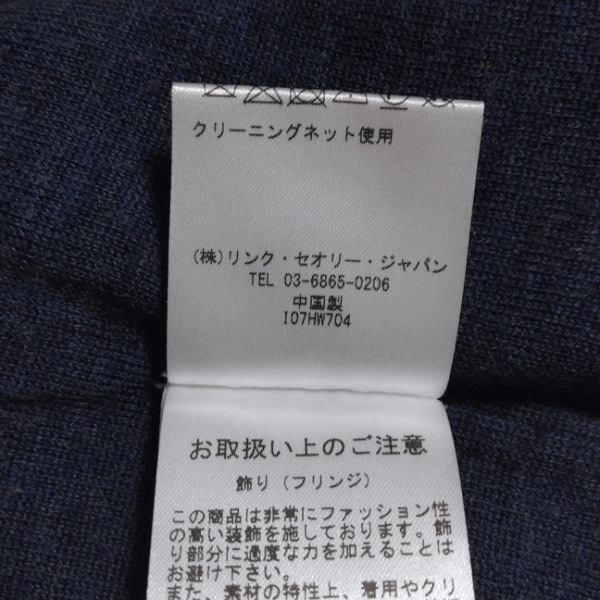 クリーニングネット使用
(株)リンク・セオリー・ジャパン
TEL 03-6865-0206
中国製
I07HW704
お取扱い上のご注意
飾り(フリンジ)
この商品は非常にファッション性
の高い装飾を施しております。飾
り部分に過度な力を加えることは
お避け下さい。
また、素材の特性上、着用やクリ